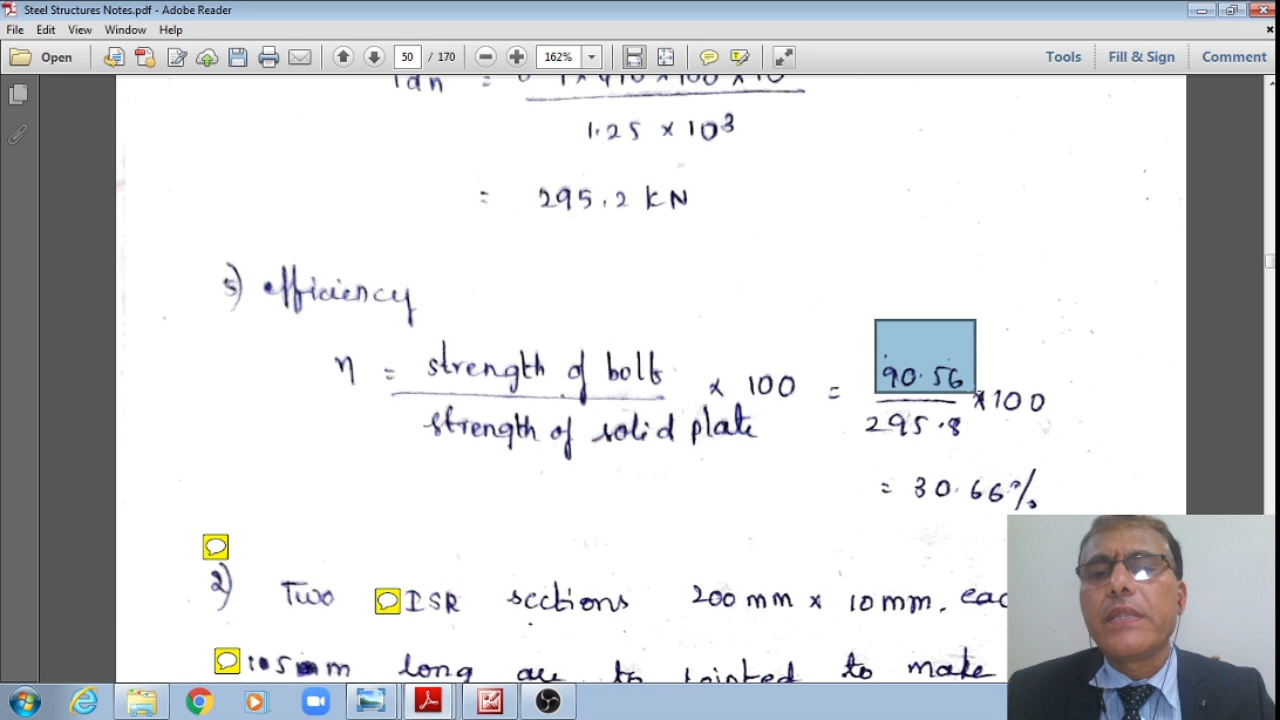 Steel Structures Notes.pdf - Adobe Reader
File Edit View Window Help
Open 50 / 170 162% Tools Fill & Sign Comment
1.25 × 10³
= 295.2 KN
5) efficiency
η = strength of bolts / strength of solid plate × 100 = 90.56 / 295.8 × 100
= 30.66%
2) Two ISR sections 200 mm × 10 mm. eac
long are to jointed to make